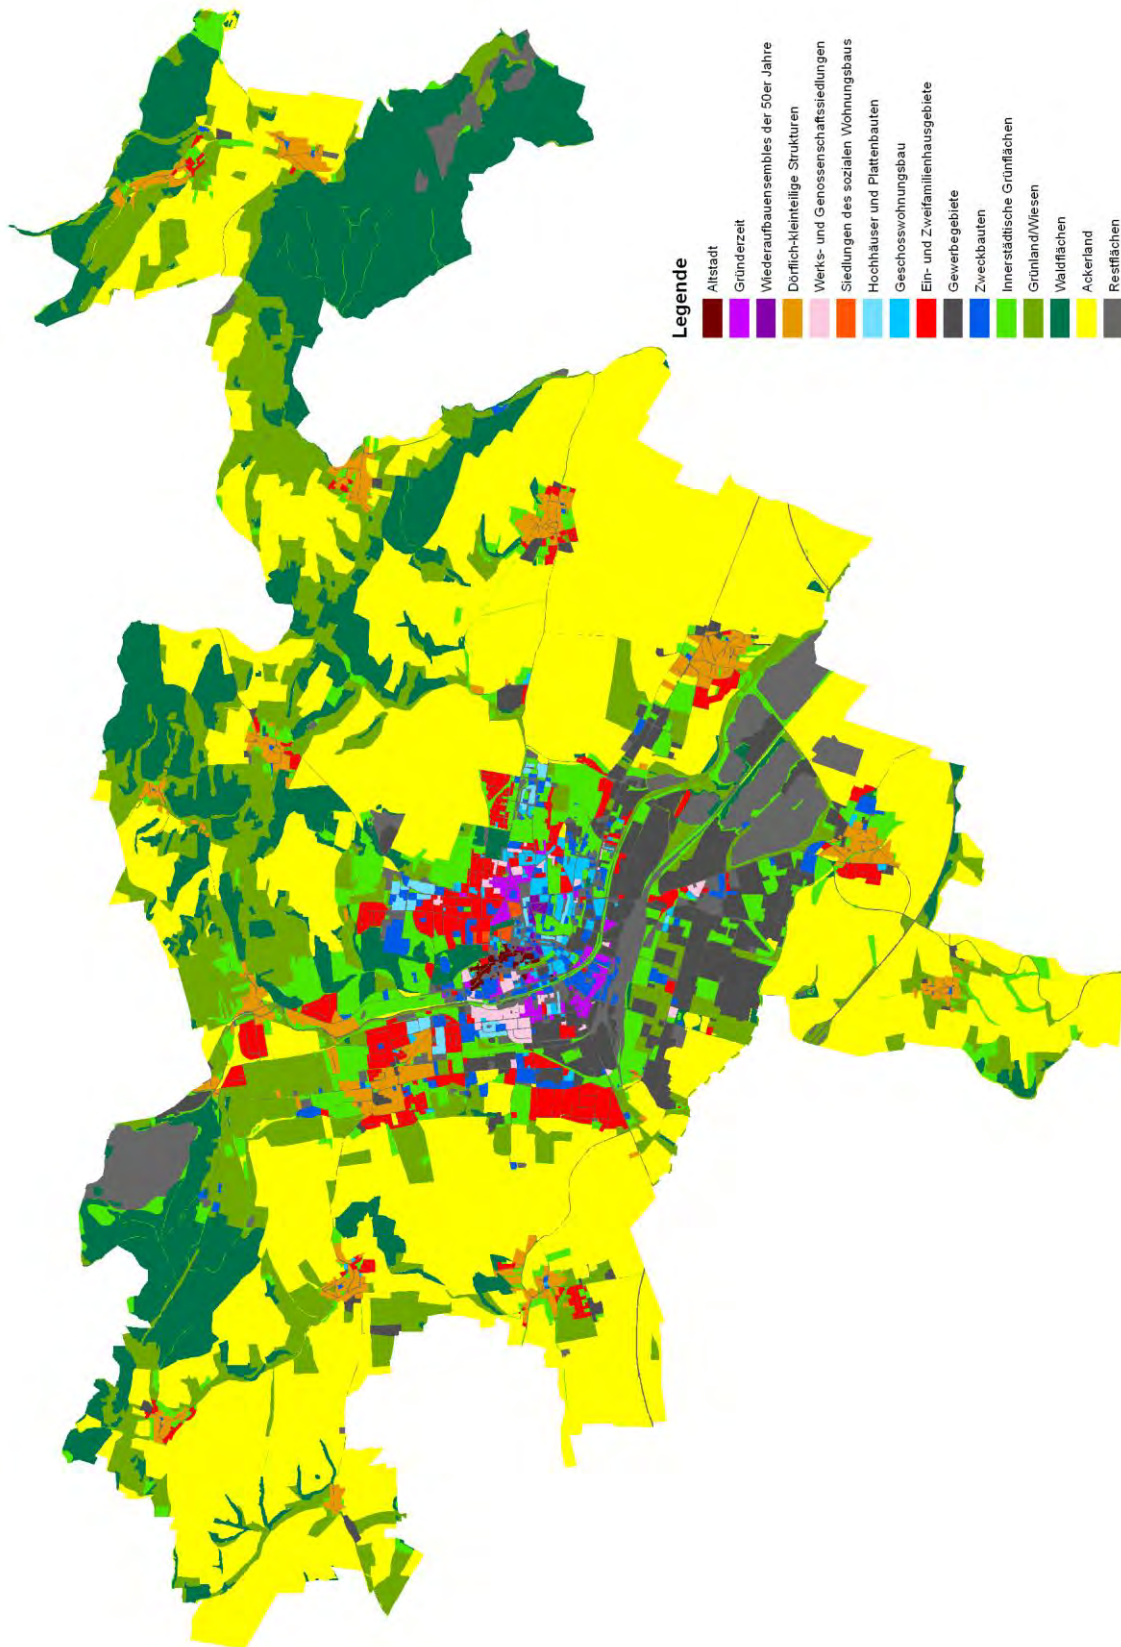 Legende
Altstadt
Gründerzeit
Wiederaufbauensembles der 50er Jahre
Dörflich-kleinteilige Strukturen
Werks- und Genossenschaftssiedlungen
Siedlungen des sozialen Wohnungsbaus
Hochhäuser und Plattenbauten
Geschosswohnungsbau
Ein- und Zweifamilienhausgebiete
Gewerbegebiete
Zweckbauten
Innerstädtische Grünflächen
Grünland/Wiesen
Waldflächen
Ackerland
Restflächen